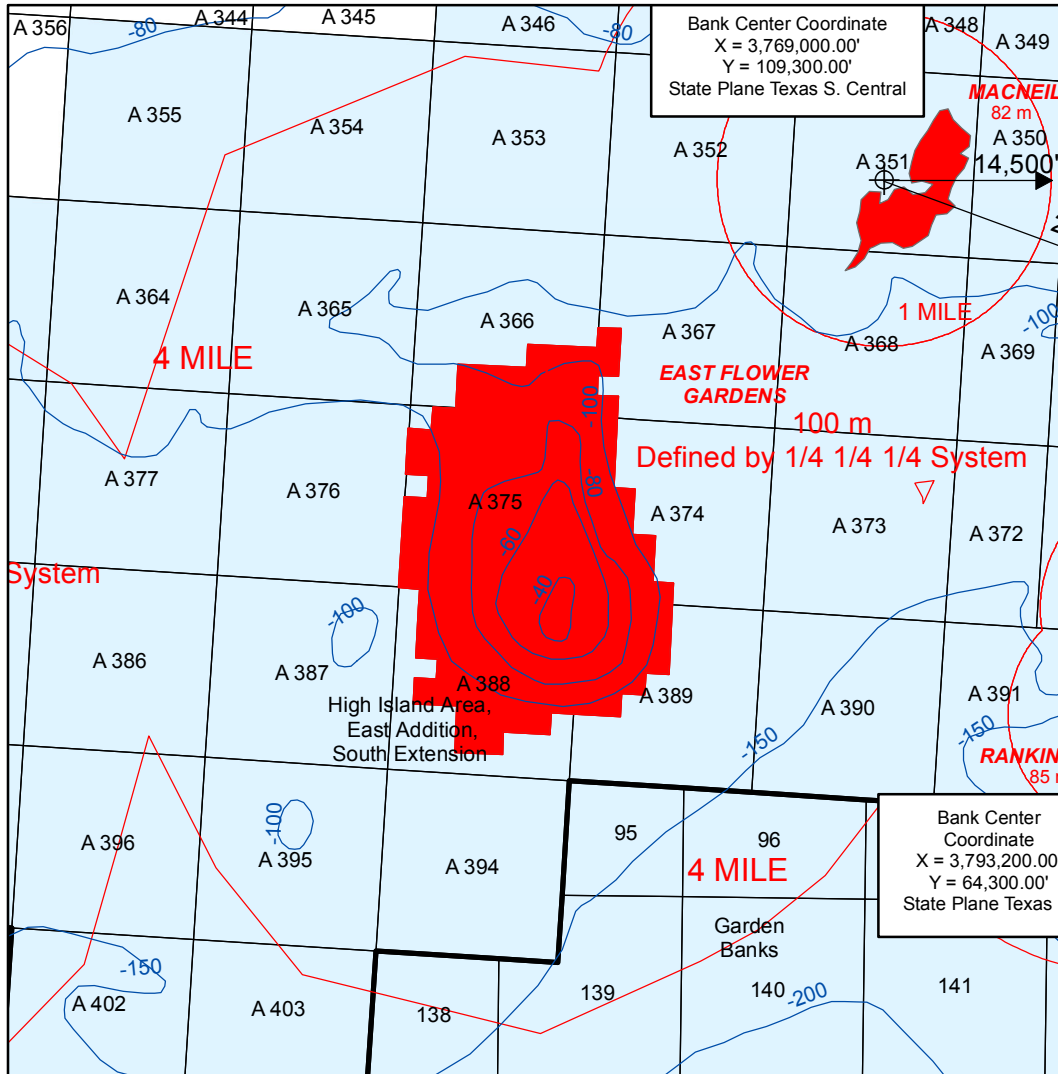 A 356
-80
A 344
A 345
A 346
-80
Bank Center Coordinate
X = 3,769,000.00'
Y = 109,300.00'
State Plane Texas S. Central
A 348
A 349
MACNEIL
82 m
A 355
A 354
A 353
A 352
A 351
A 350
14,500'
A 364
A 365
A 366
A 367
1 MILE
A 368
A 369
-100
4 MILE
EAST FLOWER
GARDENS
-100
100 m
Defined by 1/4 1/4 1/4 System
A 377
A 376
A 375
-80
A 374
A 373
A 372
-60
System
-40
-100
A 386
A 387
A 388
A 389
A 390
A 391
High Island Area,
East Addition,
South Extension
-150
-150
RANKIN
85
-100
A 396
A 395
A 394
95
96
4 MILE
Bank Center
Coordinate
X = 3,793,200.00
Y = 64,300.00'
State Plane Texas
Garden
Banks
-150
A 402
A 403
138
139
140
-200
141